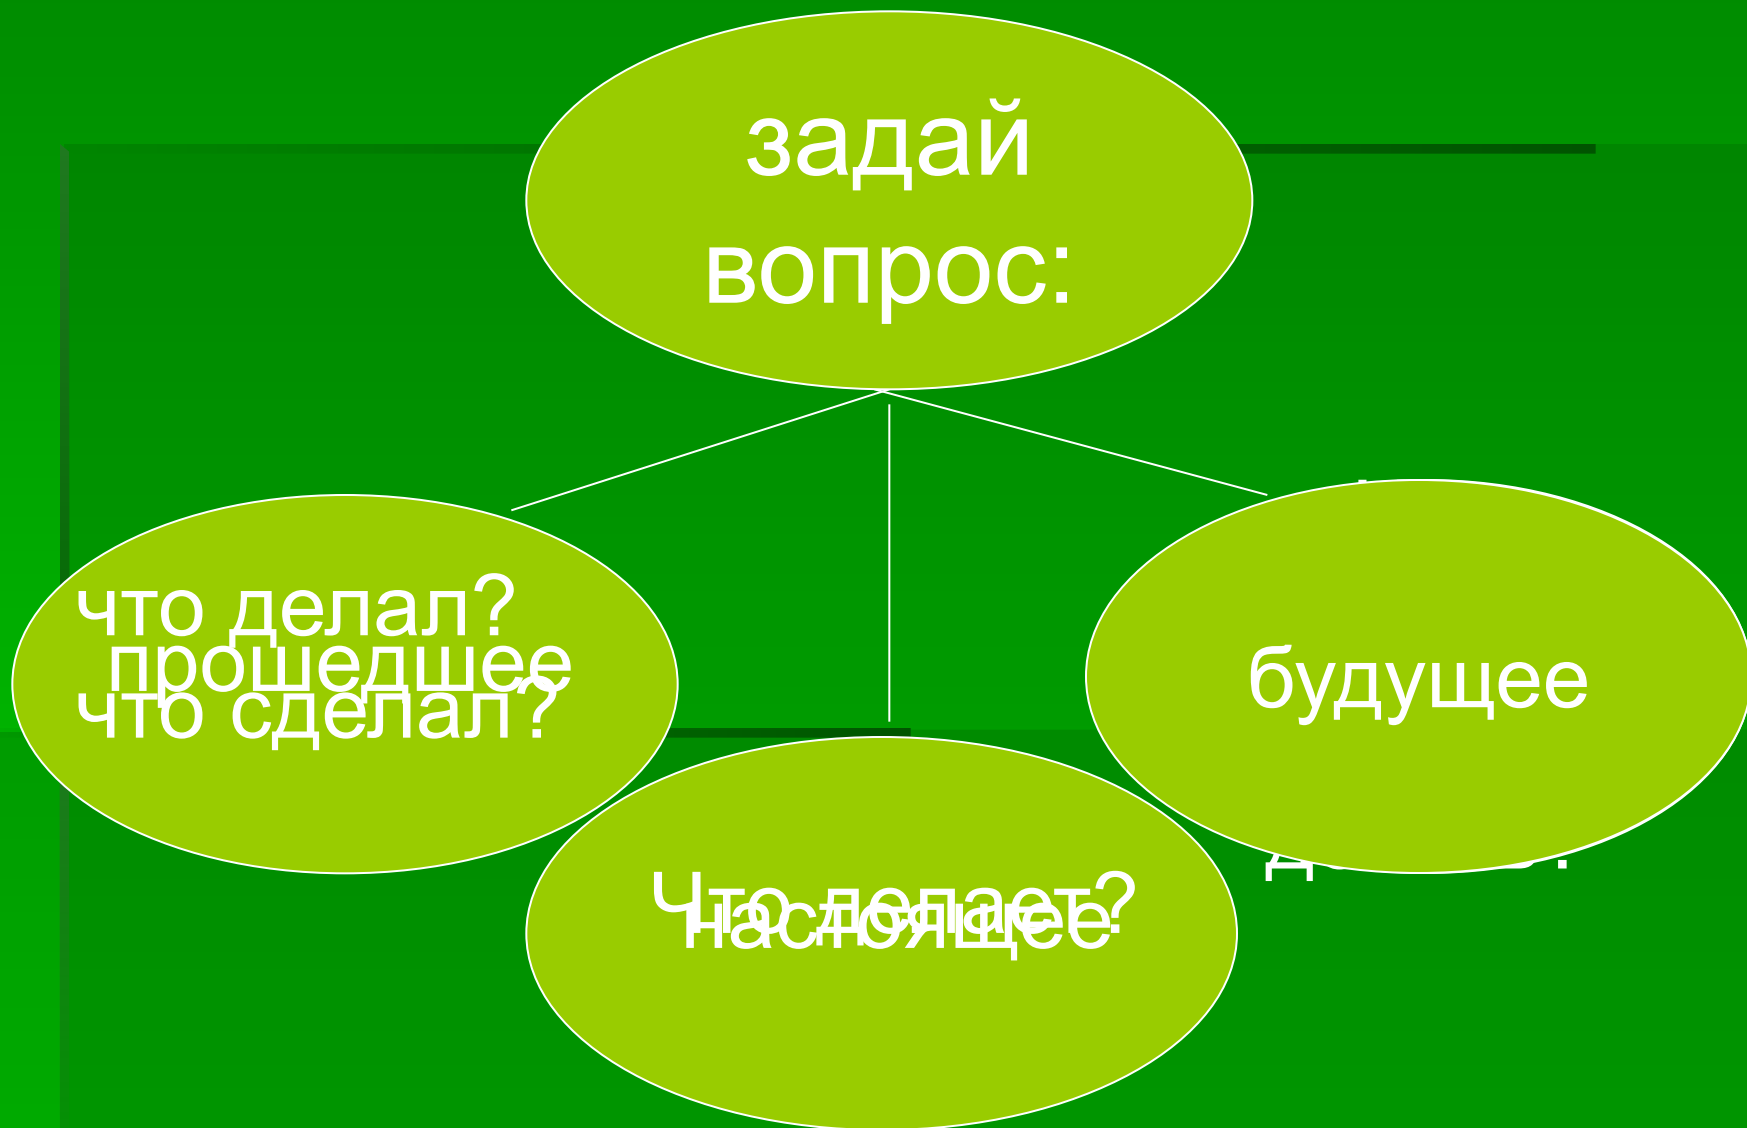 задай
вопрос:
что делал?
прошедшее
что сделал?
будущее
Что делает?
настоящее